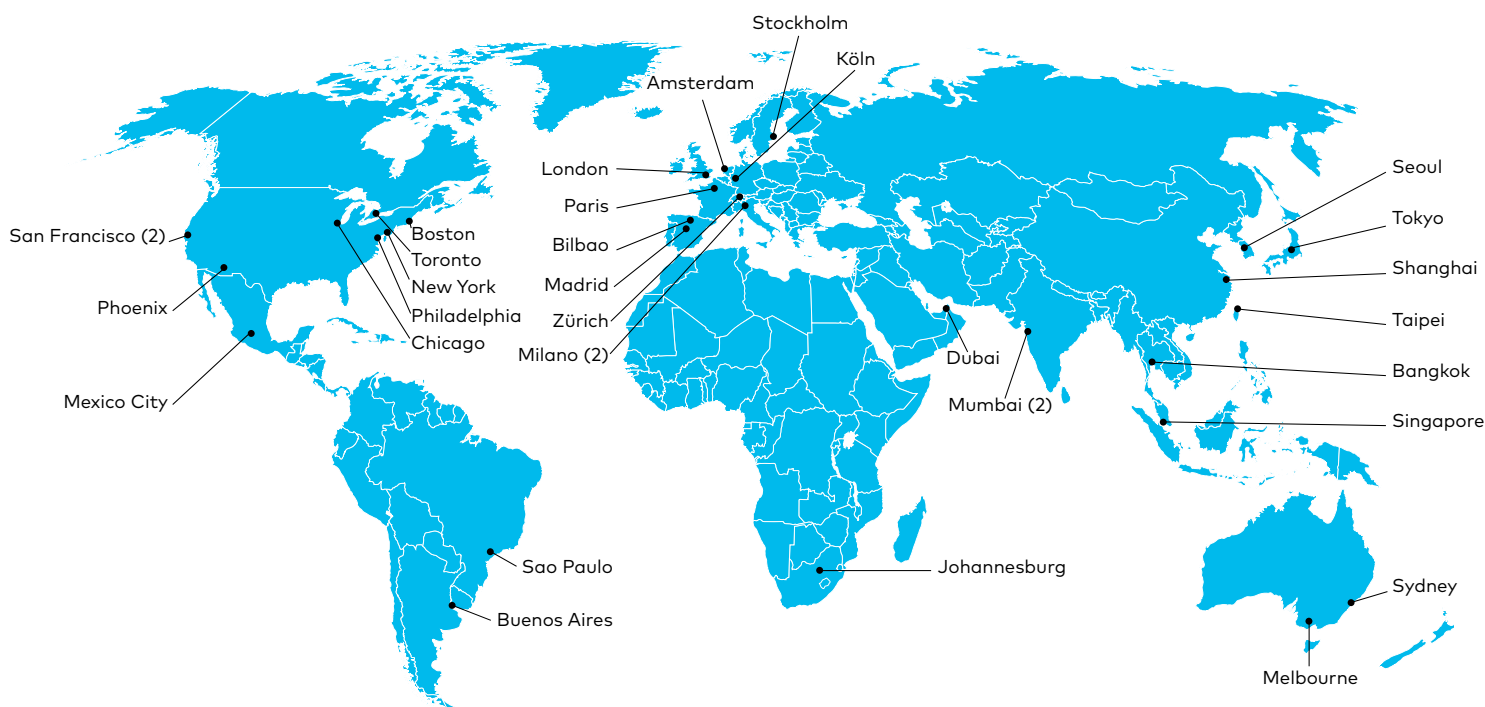 Stockholm
Köln
Amsterdam
London
Paris
Bilbao
Madrid
Zürich
Milano (2)
San Francisco (2)
Phoenix
Mexico City
Boston
Toronto
New York
Philadelphia
Chicago
Sao Paulo
Buenos Aires
Johannesburg
Dubai
Mumbai (2)
Seoul
Tokyo
Shanghai
Taipei
Bangkok
Singapore
Sydney
Melbourne